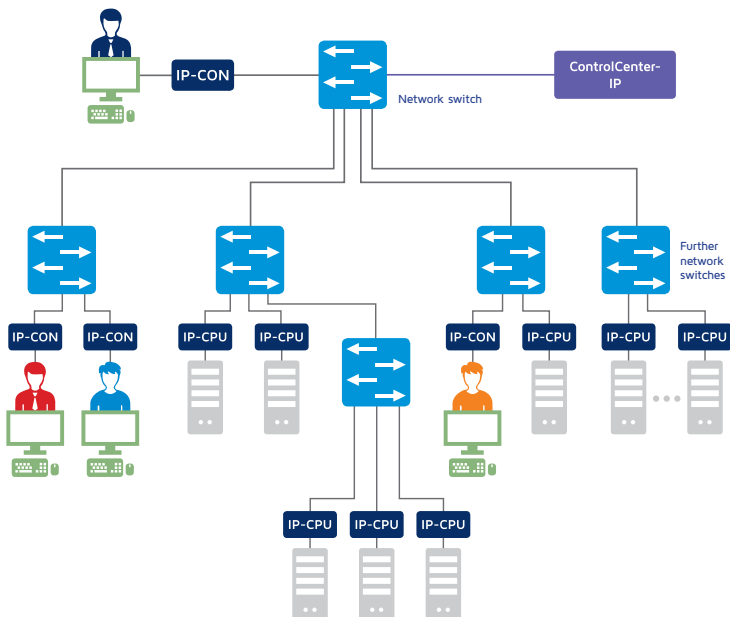 IP-CON
ControlCenter-
IP
Network switch
Further
network
switches
IP-CON
IP-CON
IP-CPU
IP-CPU
IP-CON
IP-CPU
IP-CPU
IP-CPU
IP-CPU
IP-CPU
IP-CPU